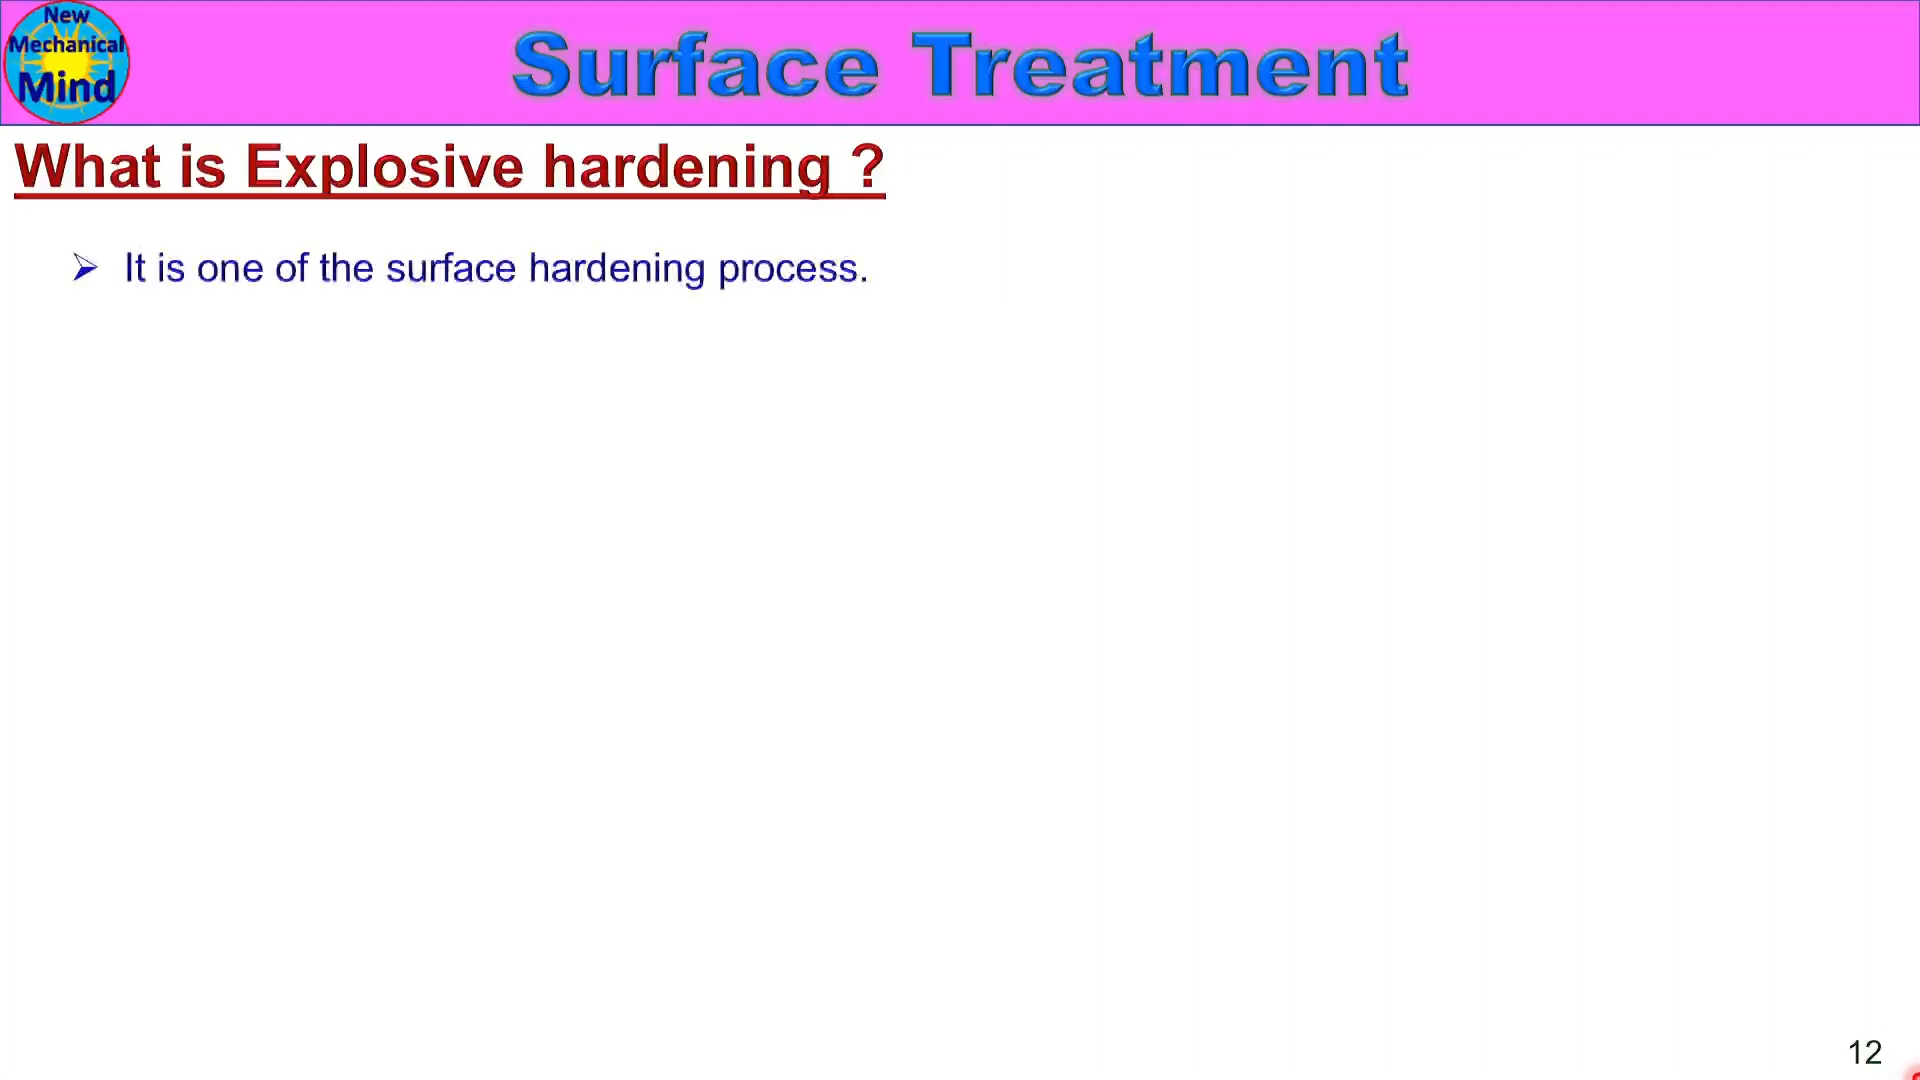 New
Mechanical
Mind
Surface Treatment
What is Explosive hardening ?
It is one of the surface hardening process.
12